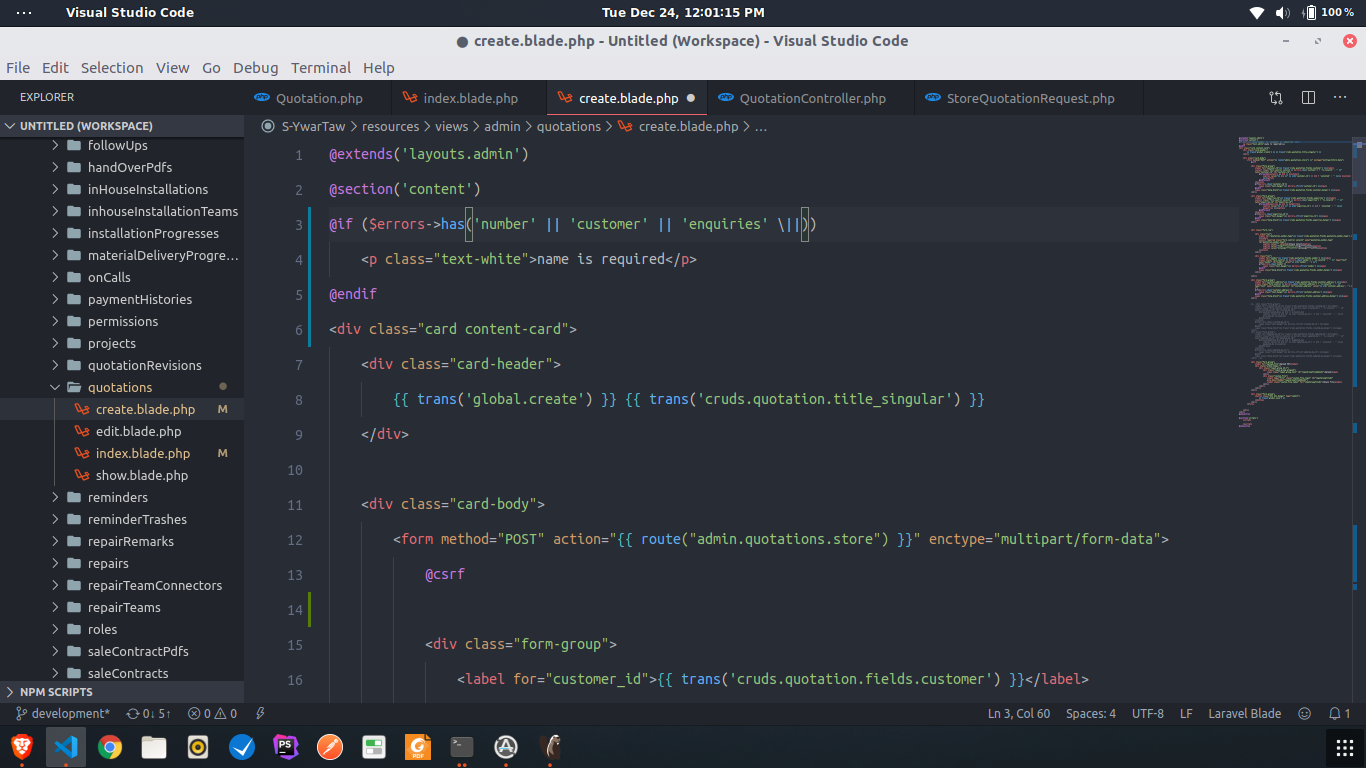 Visual Studio Code
Tue Dec 24, 12:01:15 PM
100 %
● create.blade.php - Untitled (Workspace) - Visual Studio Code
File Edit Selection View Go Debug Terminal Help
EXPLORER
Quotation.php
index.blade.php
create.blade.php
QuotationController.php
StoreQuotationRequest.php
UNTITLED (WORKSPACE)
followUps
handOverPdfs
inHouseInstallations
inhouseInstallationTeams
installationProgresses
materialDeliveryProgre...
onCalls
paymentHistories
permissions
projects
quotationRevisions
quotations
create.blade.php M
edit.blade.php
index.blade.php M
show.blade.php
reminders
reminderTrashes
repairRemarks
repairs
repairTeamConnectors
repairTeams
roles
saleContractPdfs
saleContracts
NPM SCRIPTS
S-YwarTaw > resources > views > admin > quotations > create.blade.php > ...
1 @extends('layouts.admin')
2 @section('content')
3 @if ($errors->has('number' || 'customer' || 'enquiries' \||))
4 <p class="text-white">name is required</p>
5 @endif
6 <div class="card content-card">
7 <div class="card-header">
8 {{ trans('global.create') }} {{ trans('cruds.quotation.title_singular') }}
9 </div>
10
11 <div class="card-body">
12 <form method="POST" action="{{ route("admin.quotations.store") }}" enctype="multipart/form-data">
13 @csrf
14
15 <div class="form-group">
16 <label for="customer_id">{{ trans('cruds.quotation.fields.customer') }}</label>
development* 0↓ 5↑ 0 0
Ln 3, Col 60 Spaces: 4 UTF-8 LF Laravel Blade 1
PS
PDF